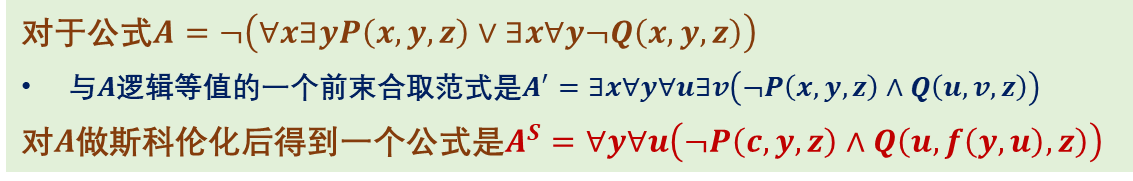 对于公式A = ¬(∀x∃yP(x, y, z) ∨ ∃x∀y¬Q(x, y, z))
• 与A逻辑等值的一个前束合取范式是A′ = ∃x∀y∀u∃v(¬P(x, y, z) ∧ Q(u, v, z))
对A做斯科伦化后得到一个公式是Aˢ = ∀y∀u(¬P(c, y, z) ∧ Q(u, f(y, u), z))